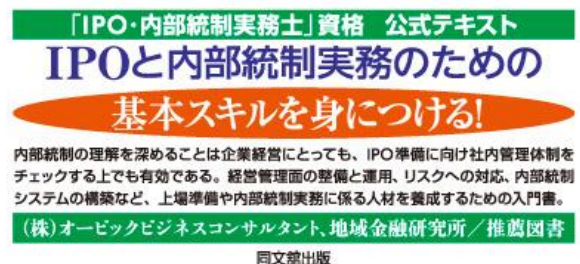 「IPO・内部統制実務士」資格 公式テキスト
IPOと内部統制実務のための
基本スキルを身につける!
内部統制の理解を深めることは企業経営にとっても、IPO準備に向け社内管理体制を
チェックする上でも有効である。経営管理面の整備と運用、リスクへの対応、内部統制
システムの構築など、上場準備や内部統制実務に係る人材を養成するための入門書。
(株)オービックビジネスコンサルタント、地域金融研究所/推薦図書
同文舘出版